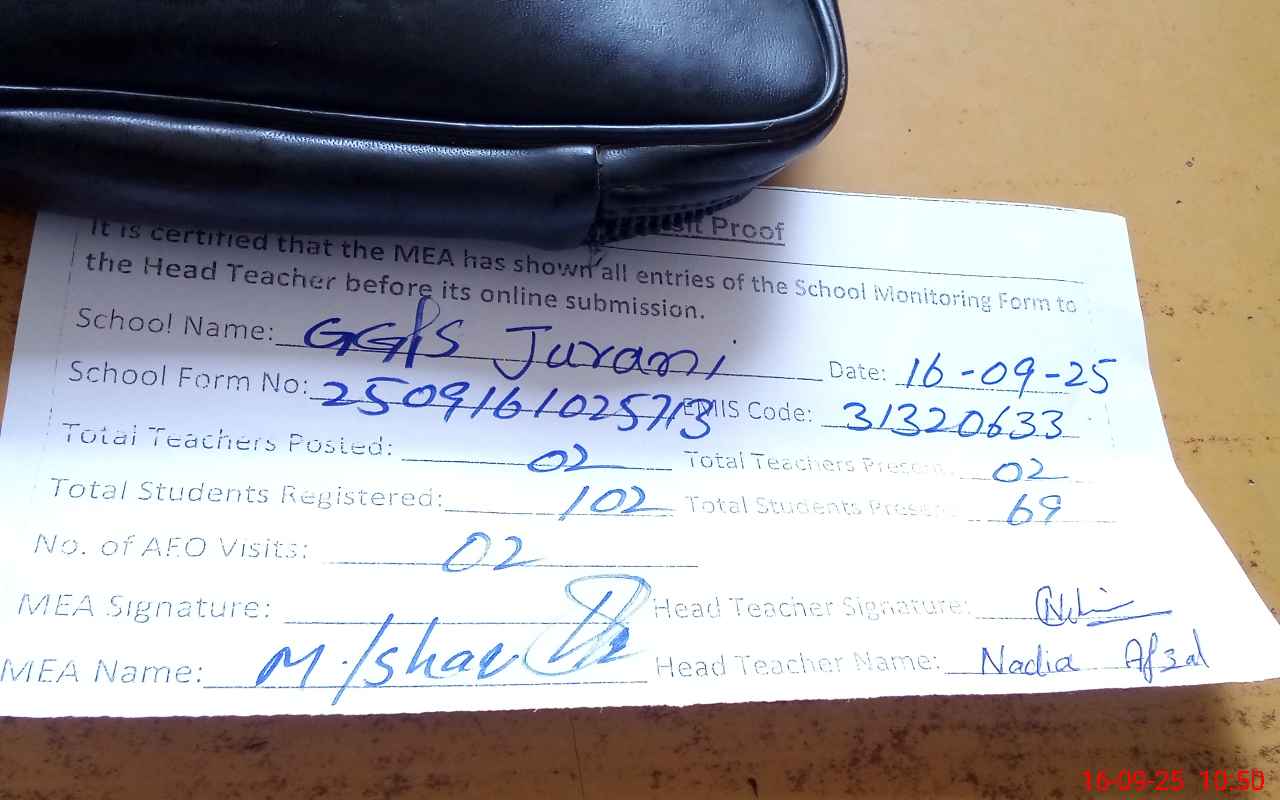 Proof
It is certified that the MEA has shown all entries of the School Monitoring Form to
the Head Teacher before its online submission.
School Name: GGPS Jurani Date: 16-09-25
School Form No: 2509161025713 EMIS Code: 31320633
Total Teachers Posted: 02 Total Teachers Present: 02
Total Students Registered: 102 Total Students Present: 69
No. of AEO Visits: 02
MEA Signature: Head Teacher Signature:
MEA Name: M. Head Teacher Name: Nadia Afzal
16-09-25 10:50